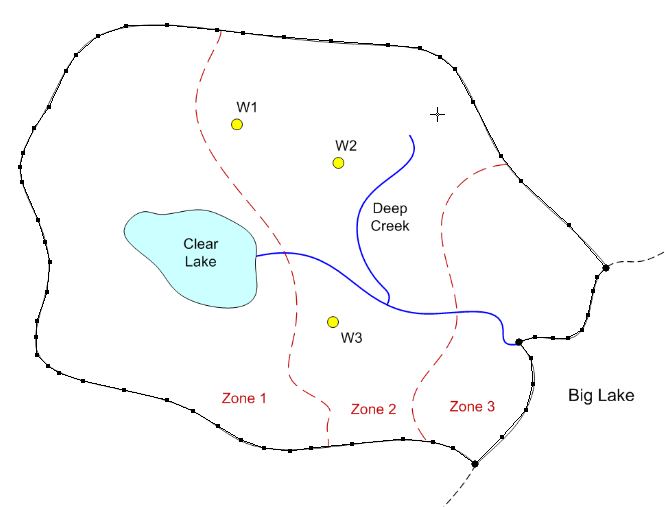 W1
W2
Deep
Creek
Clear
Lake
W3
Zone 1
Zone 2
Zone 3
Big Lake